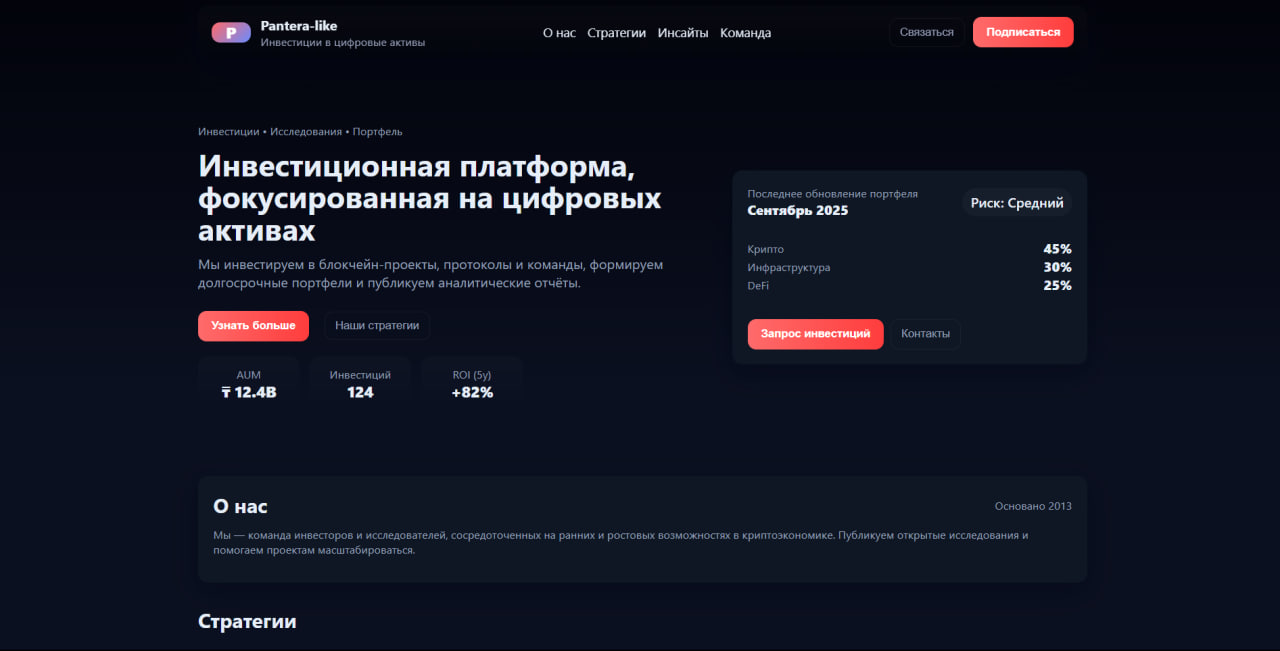 P
Pantera-like
Инвестиции в цифровые активы
О нас Стратегии Инсайты Команда
Связаться
Подписаться
Инвестиции • Исследования • Портфель
Инвестиционная платформа,
фокусированная на цифровых
активах
Мы инвестируем в блокчейн-проекты, протоколы и команды, формируем
долгосрочные портфели и публикуем аналитические отчёты.
Узнать больше
Наши стратегии
AUM
₸ 12.4B
Инвестиций
124
ROI (5y)
+82%
Последнее обновление портфеля
Сентябрь 2025
Риск: Средний
Крипто 45%
Инфраструктура 30%
DeFi 25%
Запрос инвестиций
Контакты
О нас
Основано 2013
Мы — команда инвесторов и исследователей, сосредоточенных на ранних и ростовых возможностях в криптоэкономике. Публикуем открытые исследования и
помогаем проектам масштабироваться.
Стратегии